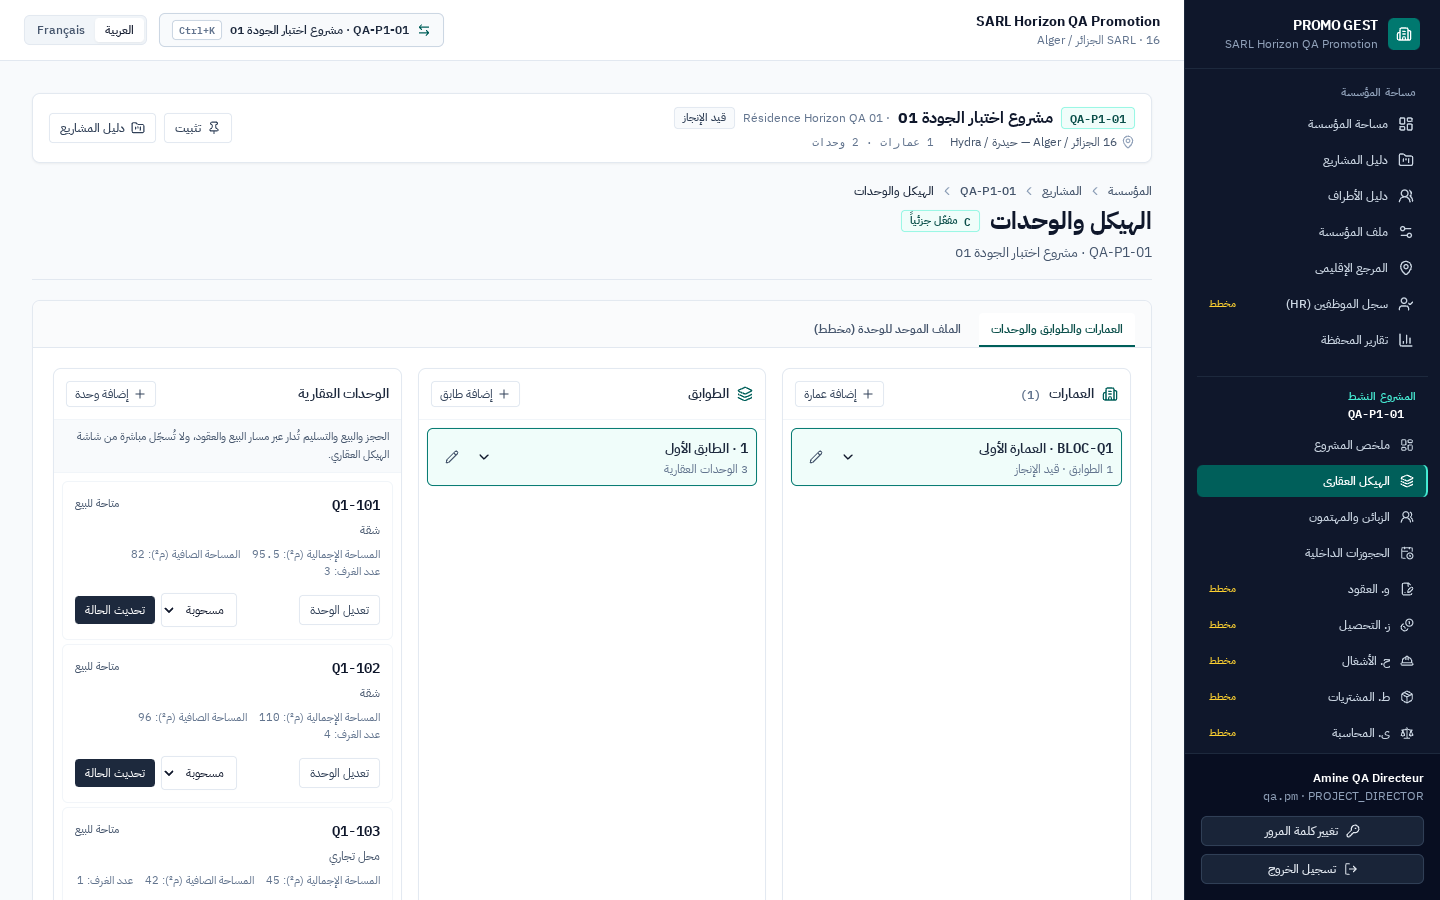 PROMO GEST
SARL Horizon QA Promotion
مساحة المؤسسة
مساحة المؤسسة
دليل المشاريع
دليل الأطراف
ملف المؤسسة
المرجع الإقليمي
سجل الموظفين (HR) مخطط
تقارير المحفظة
المشروع النشط
QA-P1-01
ملخص المشروع
الهيكل العقاري
الزبائن والمهتمون
الحجوزات الداخلية
و. العقود مخطط
ز. التحصيل مخطط
ح. الأشغال مخطط
ط. المشتريات مخطط
ي. المحاسبة مخطط
Amine QA Directeur
qa.pm · PROJECT_DIRECTOR
تغيير كلمة المرور
تسجيل الخروج
SARL Horizon QA Promotion
SARL · 16 الجزائر / Alger
QA-P1-01 · مشروع اختبار الجودة 01 Ctrl+K
العربية Français
QA-P1-01 مشروع اختبار الجودة 01 · Résidence Horizon QA 01 قيد الإنجاز
16 الجزائر / Alger — حيدرة / Hydra 1 عمارات · 2 وحدات
تثبيت دليل المشاريع
المؤسسة المشاريع QA-P1-01 الهيكل والوحدات
الهيكل والوحدات C مفعّل جزئياً
QA-P1-01 · مشروع اختبار الجودة 01
العمارات والطوابق والوحدات الملف الموحد للوحدة (مخطط)
العمارات (1) إضافة عمارة
BLOC-Q1 · العمارة الأولى
1 الطوابق · قيد الإنجاز
الطوابق إضافة طابق
1 · الطابق الأول
3 الوحدات العقارية
الوحدات العقارية إضافة وحدة
الحجز والبيع والتسليم تُدار عبر مسار البيع والعقود، ولا تُسجّل مباشرة من شاشة
الهيكل العقاري.
Q1-101 متاحة للبيع
شقة
المساحة الإجمالية (م²): 95.5 المساحة الصافية (م²): 82
عدد الغرف: 3
تعديل الوحدة مسحوبة تحديث الحالة
Q1-102 متاحة للبيع
شقة
المساحة الإجمالية (م²): 110 المساحة الصافية (م²): 96
عدد الغرف: 4
تعديل الوحدة مسحوبة تحديث الحالة
Q1-103 متاحة للبيع
محل تجاري
المساحة الإجمالية (م²): 45 المساحة الصافية (م²): 42 عدد الغرف: 1